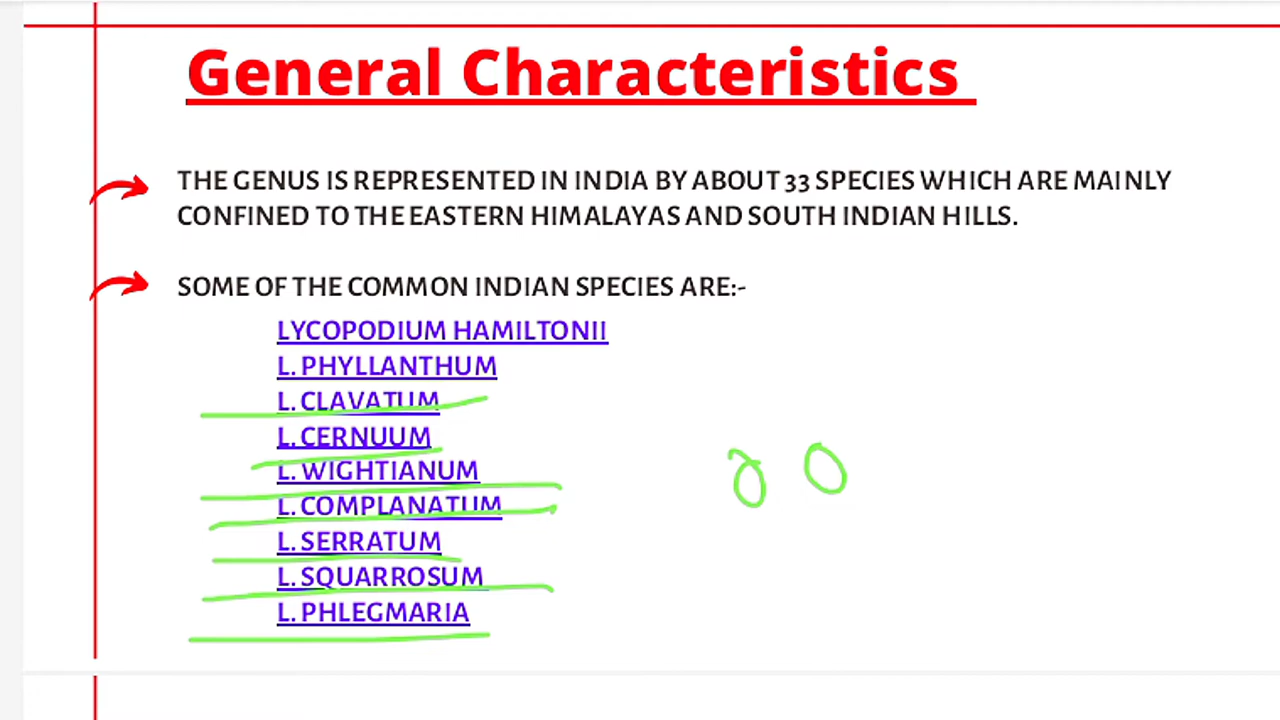 General Characteristics
THE GENUS IS REPRESENTED IN INDIA BY ABOUT 33 SPECIES WHICH ARE MAINLY
CONFINED TO THE EASTERN HIMALAYAS AND SOUTH INDIAN HILLS.
SOME OF THE COMMON INDIAN SPECIES ARE:-
LYCOPODIUM HAMILTONII
L. PHYLLANTHUM
L. CLAVATUM
L. CERNUUM
L. WIGHTIANUM
L. COMPLANATUM
L. SERRATUM
L. SQUARROSUM
L. PHLEGMARIA